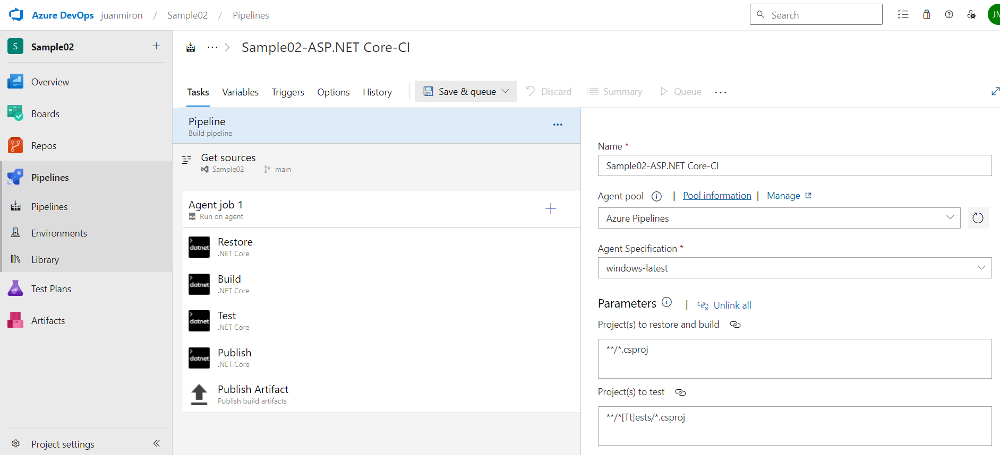 Azure DevOps juanmiron / Sample02 / Pipelines
Search
JN
S Sample02
Overview
Boards
Repos
Pipelines
Pipelines
Environments
Library
Test Plans
Artifacts
Project settings
Sample02-ASP.NET Core-CI
Tasks Variables Triggers Options History Save & queue Discard Summary Queue
Pipeline
Build pipeline
Get sources
Sample02 main
Agent job 1
Run on agent
dotnet Restore
.NET Core
dotnet Build
.NET Core
dotnet Test
.NET Core
dotnet Publish
.NET Core
Publish Artifact
Publish build artifacts
Name *
Sample02-ASP.NET Core-CI
Agent pool | Pool information | Manage
Azure Pipelines
Agent Specification *
windows-latest
Parameters | Unlink all
Project(s) to restore and build
**/*.csproj
Project(s) to test
**/*[Tt]ests/*.csproj